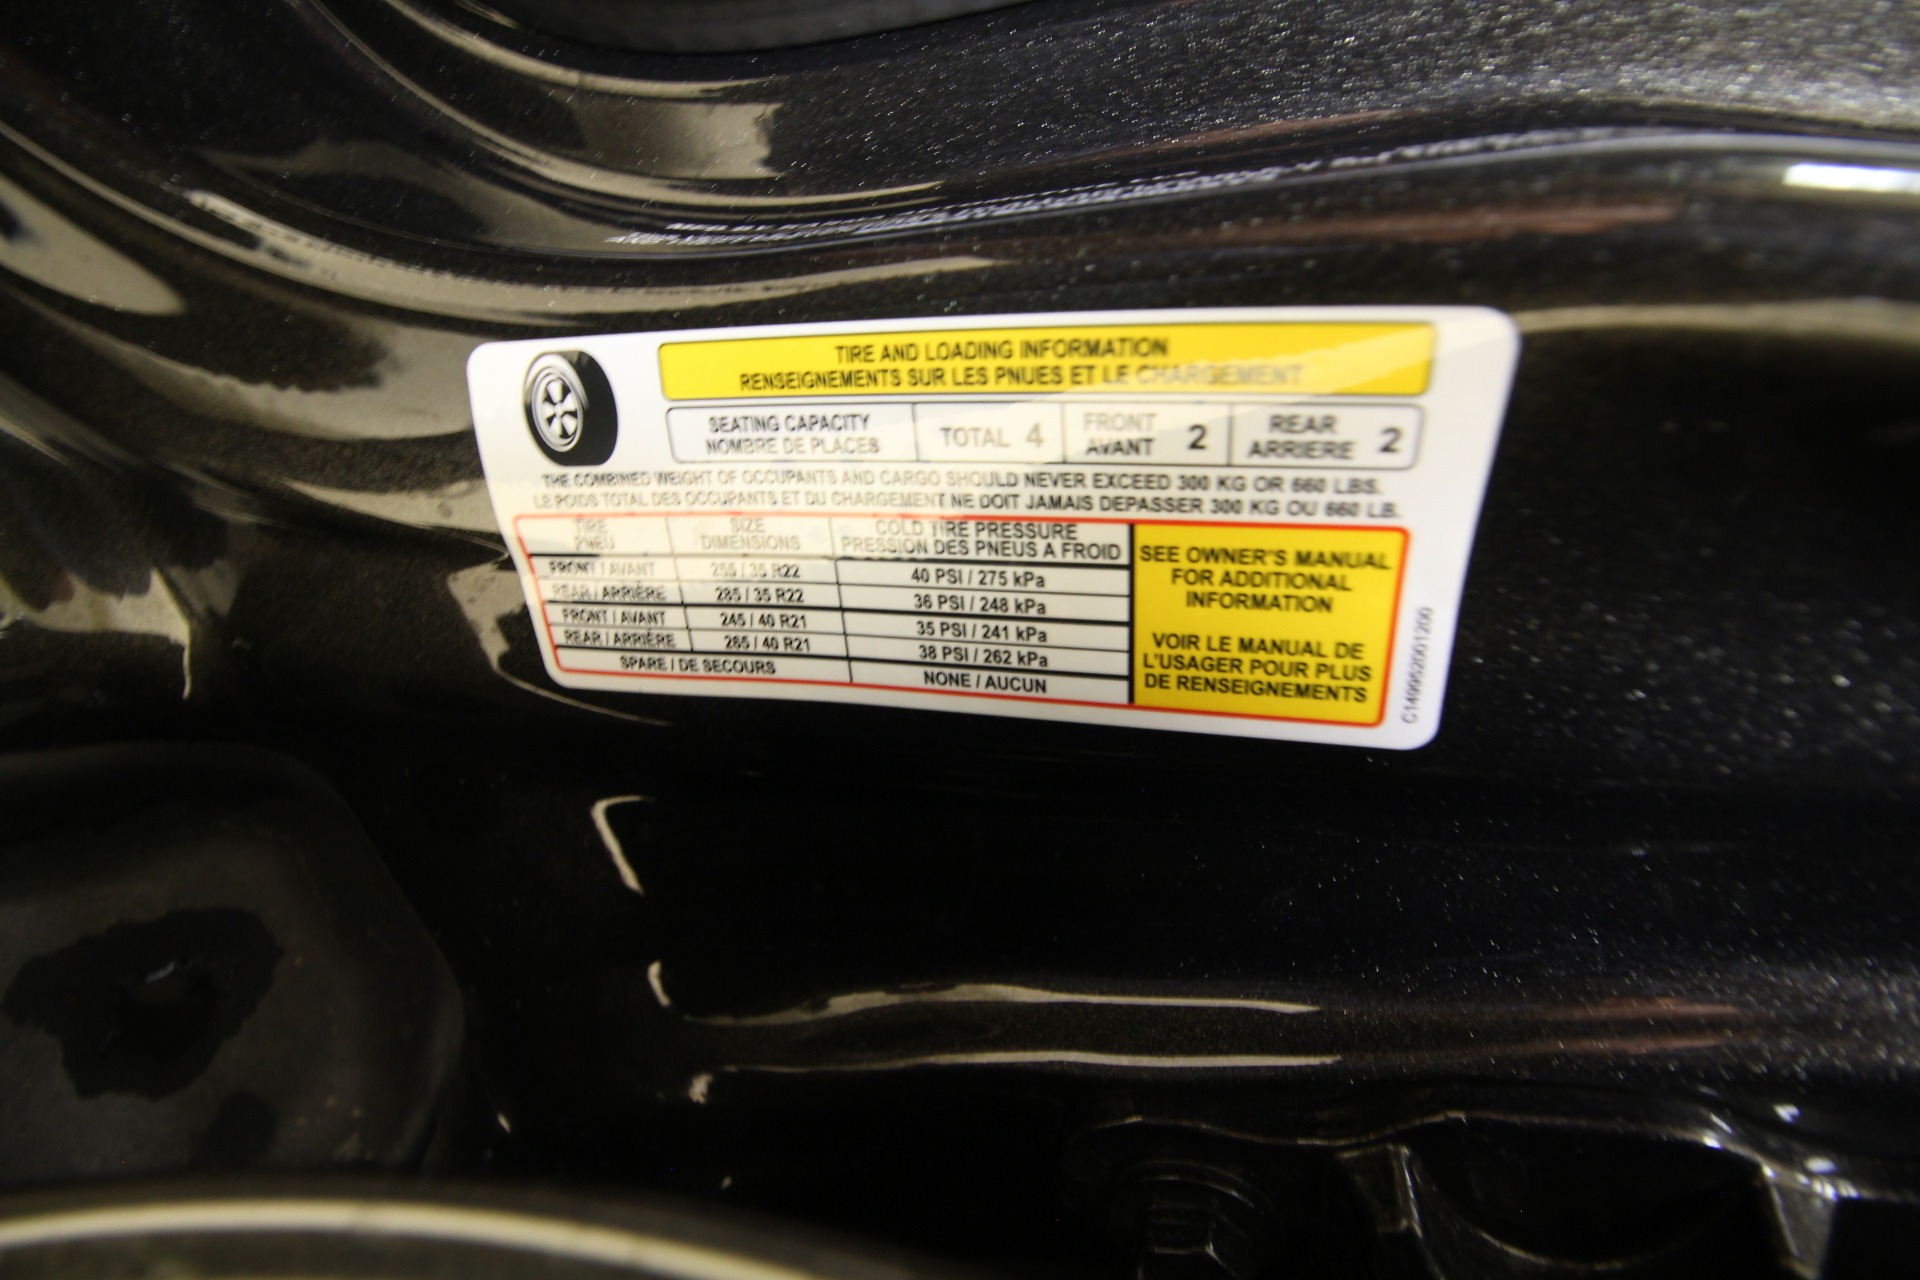 TIRE AND LOADING INFORMATION
RENSEIGNEMENTS SUR LES PNUES ET LE CHARGEMENT
SEATING CAPACITY
NOMBRE DE PLACES
TOTAL 4
FRONT
AVANT 2
REAR
ARRIERE 2
THE COMBINED WEIGHT OF OCCUPANTS AND CARGO SHOULD NEVER EXCEED 300 KG OR 660 LBS.
LE POIDS TOTAL DES OCCUPANTS ET DU CHARGEMENT NE DOIT JAMAIS DEPASSER 300 KG OU 660 LB.
TIRE
PNEU
SIZE
DIMENSIONS
COLD TIRE PRESSURE
PRESSION DES PNEUS A FROID
FRONT / AVANT 255 / 35 R22 40 PSI / 275 kPa
REAR / ARRIÈRE 285 / 35 R22 36 PSI / 248 kPa
FRONT / AVANT 245 / 40 R21 35 PSI / 241 kPa
REAR / ARRIÈRE 285 / 40 R21 38 PSI / 262 kPa
SPARE / DE SECOURS NONE / AUCUN
SEE OWNER'S MANUAL
FOR ADDITIONAL
INFORMATION
VOIR LE MANUAL DE
L'USAGER POUR PLUS
DE RENSEIGNEMENTS